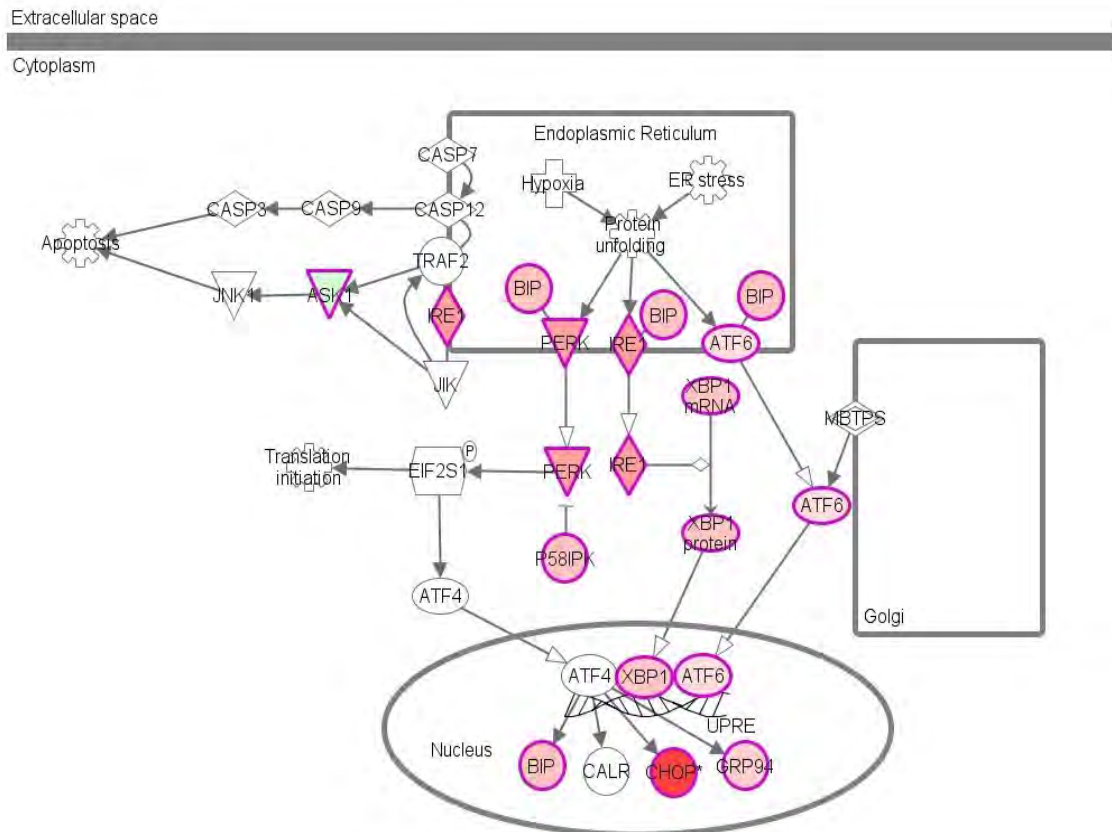 Extracellular space
Cytoplasm
Endoplasmic Reticulum
CASP7
Hypoxia
ER stress
CASP3
CASP9
CASP12
Apoptosis
Protein
unfolding
TRAF2
JNK1
ASK1
IRE1
BIP
PERK
IRE1
BIP
BIP
ATF6
JIK
XBP1
mRNA
MBTPS
Translation
initiation
EIF2S1
P
PERK
IRE1
ATF6
XBP1
protein
P58IPK
ATF4
Golgi
ATF4
XBP1
ATF6
UPRE
Nucleus
BIP
CALR
CHOP*
GRP94